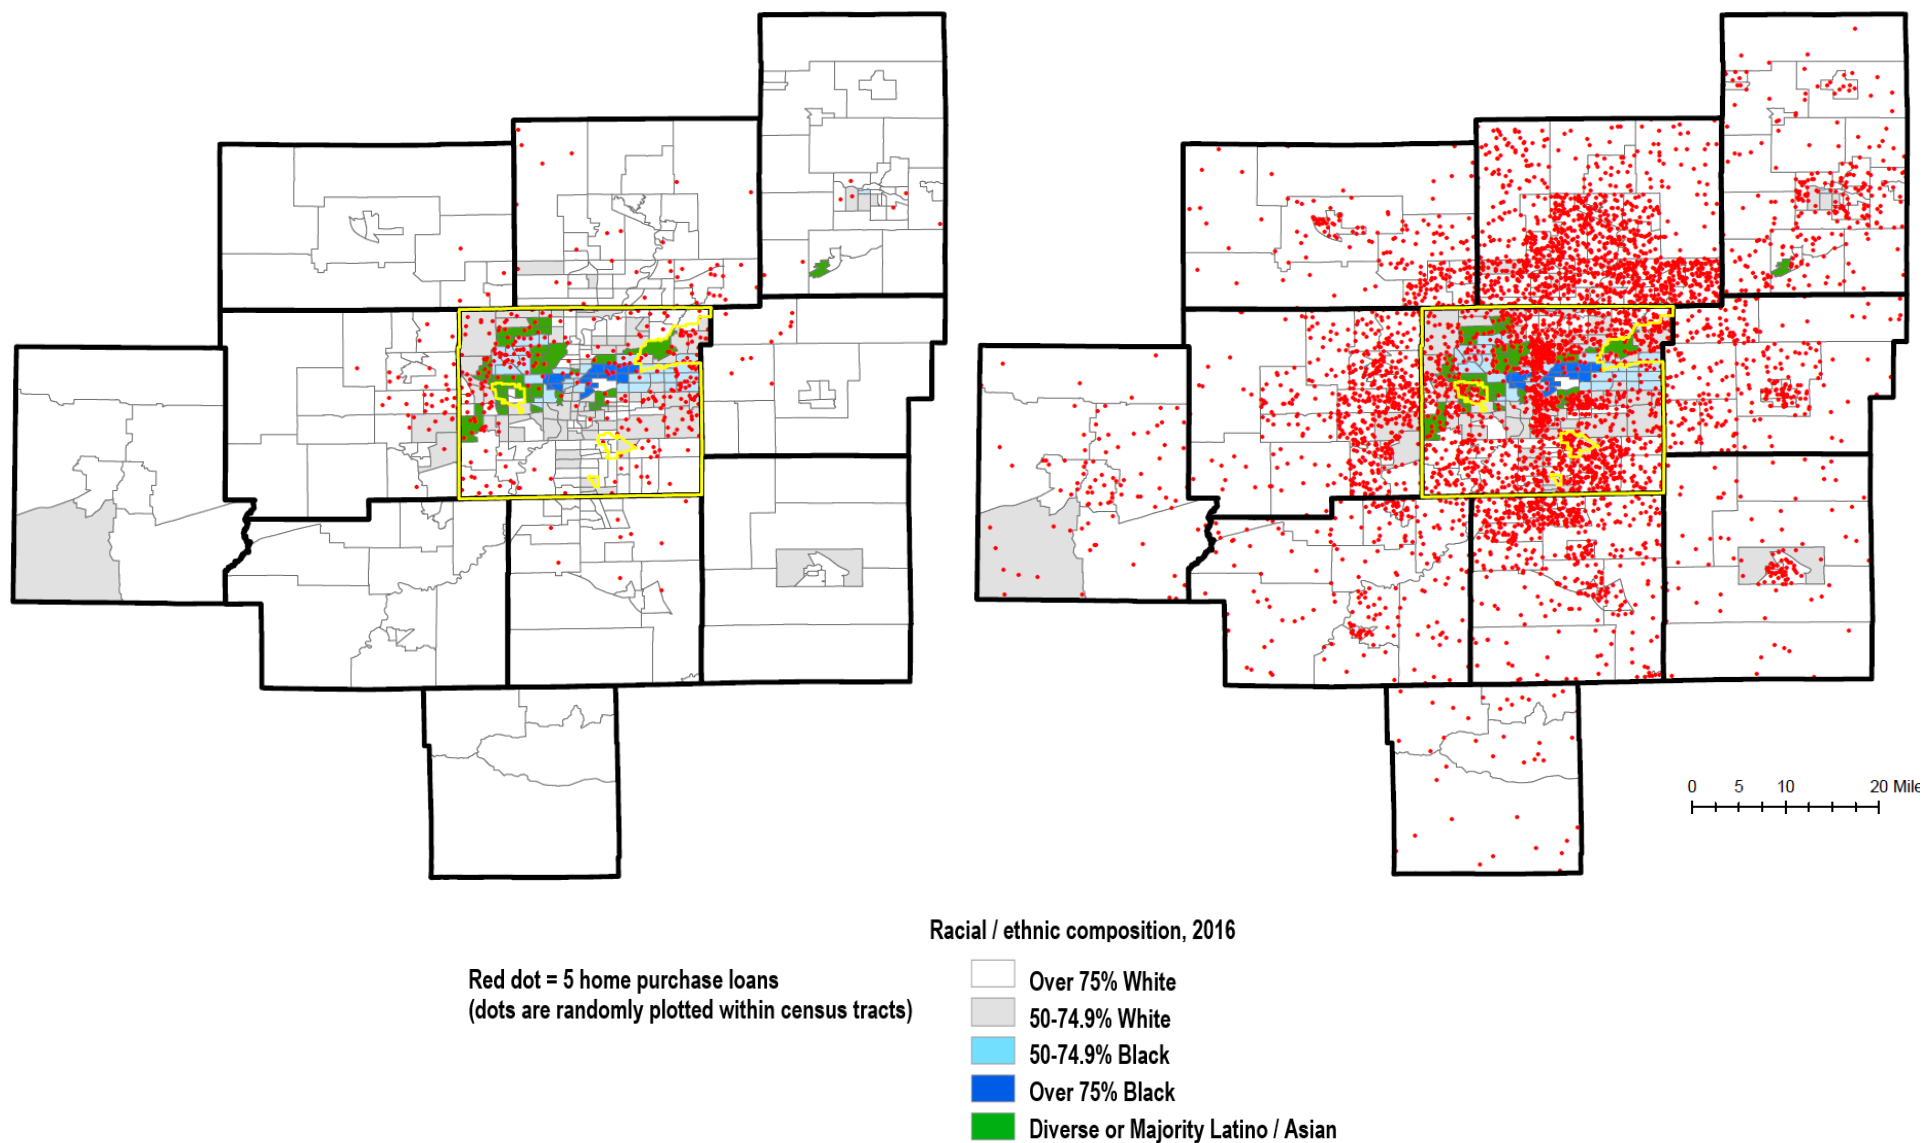 0 5 10 20 Mile
Racial / ethnic composition, 2016
Red dot = 5 home purchase loans
(dots are randomly plotted within census tracts)
Over 75% White
50-74.9% White
50-74.9% Black
Over 75% Black
Diverse or Majority Latino / Asian